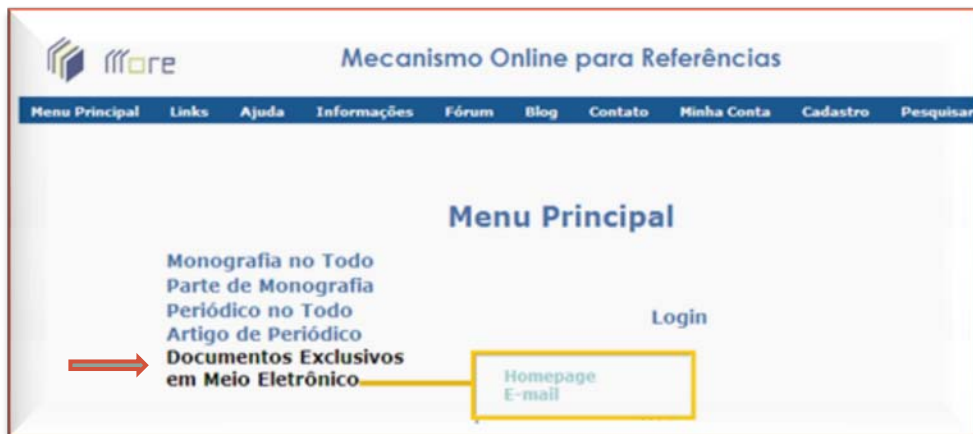 More
Mecanismo Online para Referências
Menu Principal Links Ajuda Informações Fórum Blog Contato Minha Conta Cadastro Pesquisar
Menu Principal
Monografia no Todo
Parte de Monografia
Periódico no Todo
Login
Artigo de Periódico
Documentos Exclusivos
em Meio Eletrônico
Homepage
E-mail